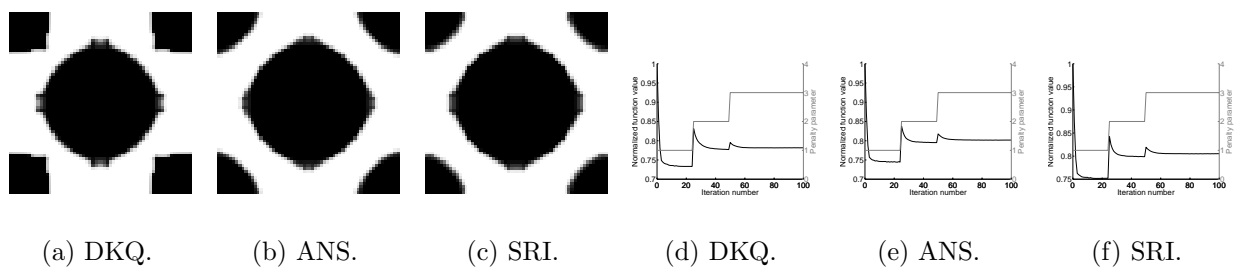 Normalized function value
1
0.95
0.9
0.85
0.8
0.75
0.7
0 20 40 60 80 100
Iteration number
4
3
2
1
0
Penalty parameter
Normalized function value
1
0.95
0.9
0.85
0.8
0.75
0.7
0 20 40 60 80 100
Iteration number
4
3
2
1
0
Penalty parameter
Normalized function value
1
0.95
0.9
0.85
0.8
0.75
0 20 40 60 80 100
Iteration number
4
3
2
1
0
Penalty parameter
(a) DKQ. (b) ANS. (c) SRI. (d) DKQ. (e) ANS. (f) SRI.